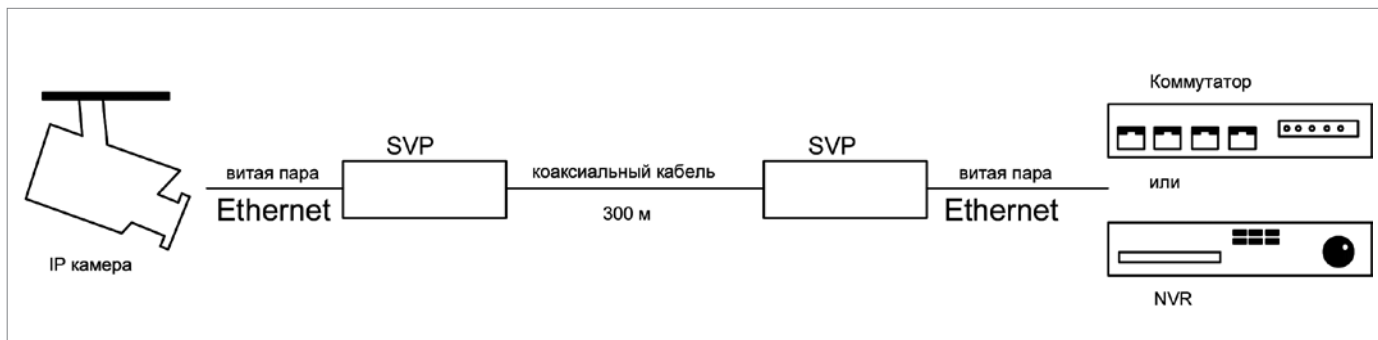 IP камера
витая пара
Ethernet
SVP
коаксиальный кабель
300 м
SVP
витая пара
Ethernet
Коммутатор
или
NVR